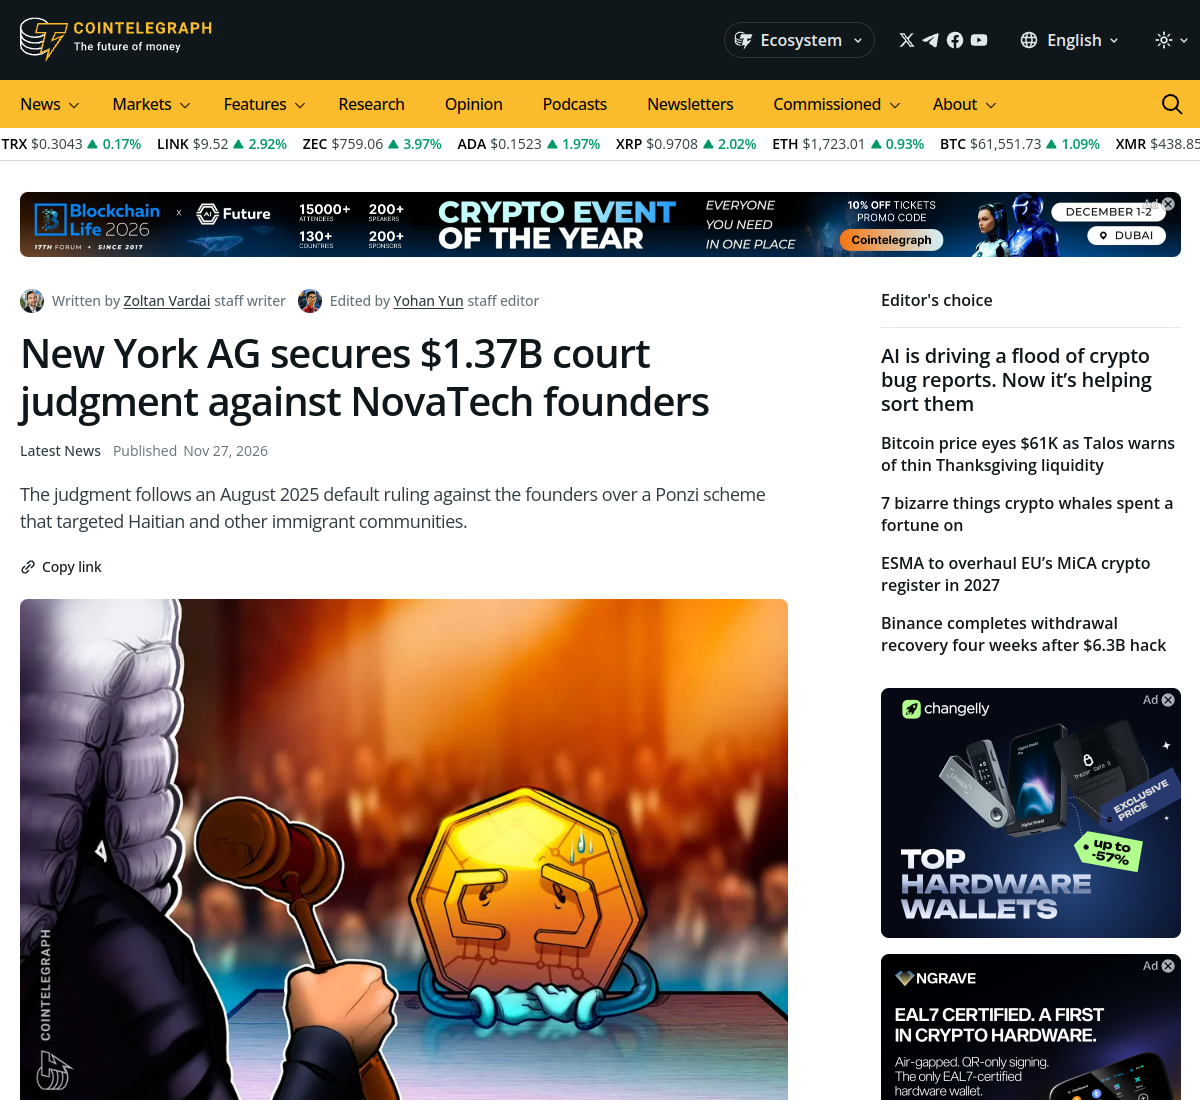 COINTELEGRAPH
The future of money
Ecosystem
English
News
Markets
Features
Research
Opinion
Podcasts
Newsletters
Commissioned
About
TRX $0.3043 ▲ 0.17% LINK $9.52 ▲ 2.92% ZEC $759.06 ▲ 3.97% ADA $0.1523 ▲ 1.97% XRP $0.9708 ▲ 2.02% ETH $1,723.01 ▲ 0.93% BTC $61,551.73 ▲ 1.09% XMR $438.85
Blockchain
Life 2026
17TH FORUM • SINCE 2017
x
AI Future
15000+
ATTENDEES
200+
SPEAKERS
130+
COUNTRIES
200+
SPONSORS
CRYPTO EVENT
OF THE YEAR
EVERYONE
YOU NEED
IN ONE PLACE
10% OFF TICKETS
PROMO CODE
Cointelegraph
Ad
DECEMBER 1-2
DUBAI
Written by Zoltan Vardai staff writer
Edited by Yohan Yun staff editor
New York AG secures $1.37B court
judgment against NovaTech founders
Latest News Published Nov 27, 2026
The judgment follows an August 2025 default ruling against the founders over a Ponzi scheme
that targeted Haitian and other immigrant communities.
Copy link
COINTELEGRAPH
Editor's choice
AI is driving a flood of crypto
bug reports. Now it’s helping
sort them
Bitcoin price eyes $61K as Talos warns
of thin Thanksgiving liquidity
7 bizarre things crypto whales spent a
fortune on
ESMA to overhaul EU’s MiCA crypto
register in 2027
Binance completes withdrawal
recovery four weeks after $6.3B hack
Ad
changelly
EXCLUSIVE
PRICE
up to
-57%
TOP
HARDWARE
WALLETS
Ad
NGRAVE
EAL7 CERTIFIED. A FIRST
IN CRYPTO HARDWARE.
Air-gapped. QR-only signing.
The only EAL7-certified
hardware wallet.